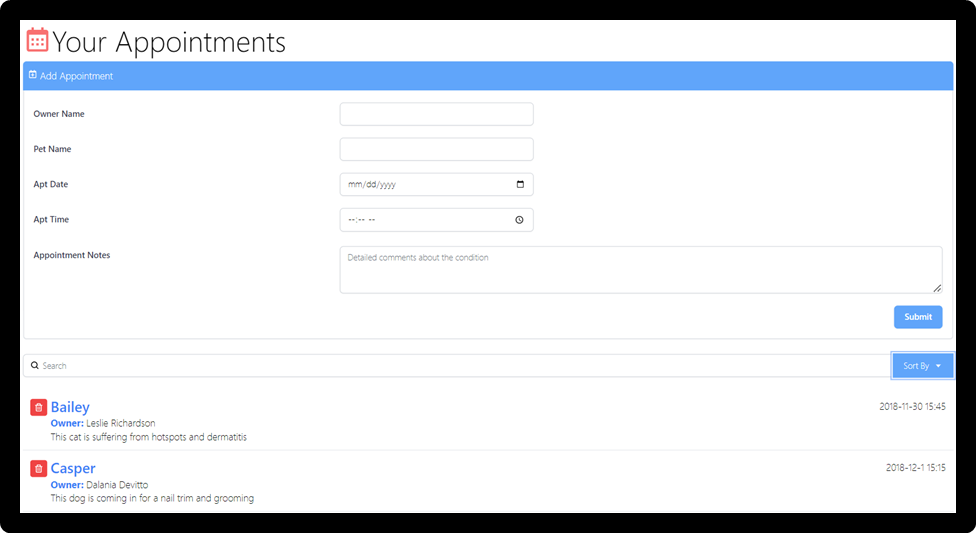 Your Appointments
Add Appointment
Owner Name
Pet Name
Apt Date
mm/dd/yyyy
Apt Time
--:-- --
Appointment Notes
Detailed comments about the condition
Submit
Search
Sort By
Bailey
2018-11-30 15:45
Owner: Leslie Richardson
This cat is suffering from hotspots and dermatitis
Casper
2018-12-1 15:15
Owner: Dalania Devitto
This dog is coming in for a nail trim and grooming